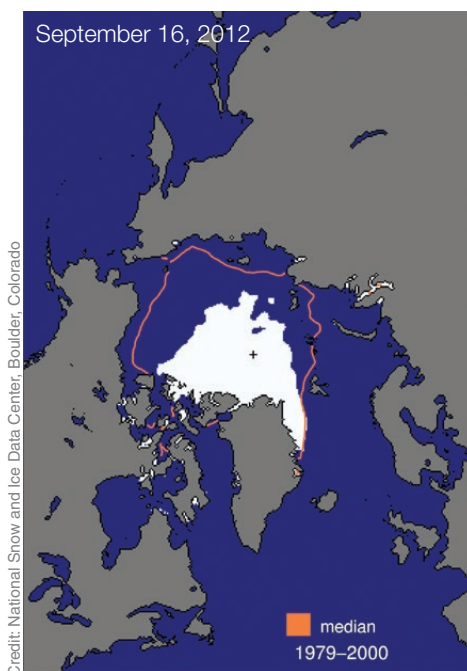 September 16, 2012
Credit: National Snow and Ice Data Center, Boulder, Colorado
median
1979–2000